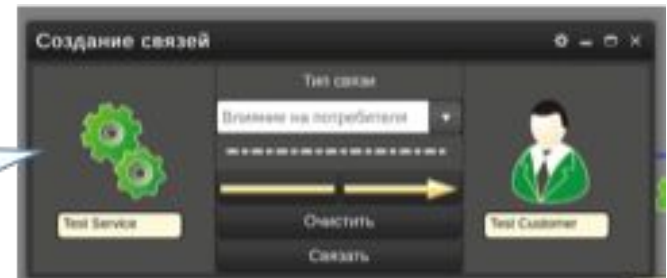 Создание связей
Тип связи
Влияние на потребителя
Test Service
Test Customer
Очистить
Связать